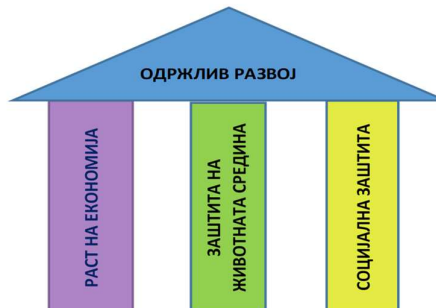 ОДРЖЛИВ РАЗВОЈ
РАСТ НА ЕКОНОМИЈА
ЗАШТИТА НА
ЖИВОТНАТА СРЕДИНА
СОЦИЈАЛНА ЗАШТИТА